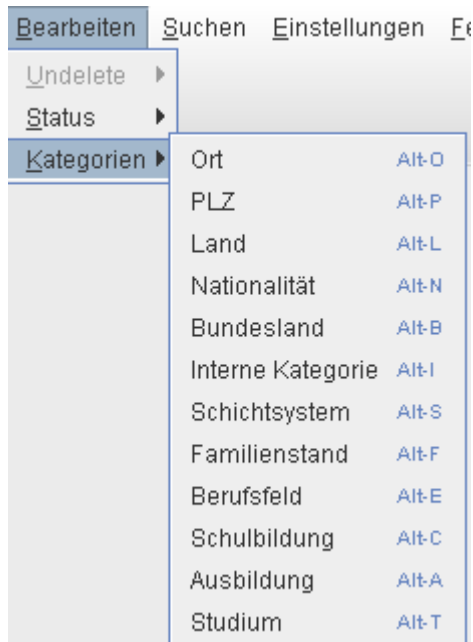 Bearbeiten Suchen Einstellungen
Undelete
Status
Kategorien
Ort Alt-O
PLZ Alt-P
Land Alt-L
Nationalität Alt-N
Bundesland Alt-B
Interne Kategorie Alt-I
Schichtsystem Alt-S
Familienstand Alt-F
Berufsfeld Alt-E
Schulbildung Alt-C
Ausbildung Alt-A
Studium Alt-T